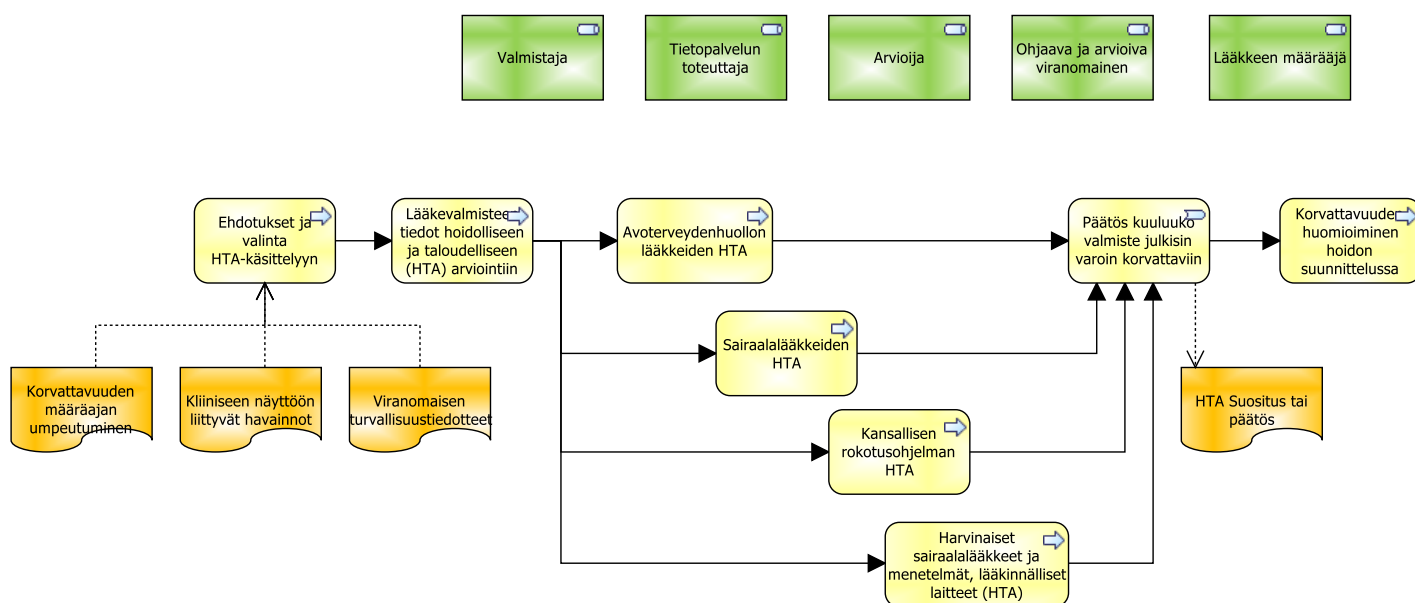 Valmistaja
Tietopalvelun
toteuttaja
Arvioija
Ohjaava ja arvioiva
viranomainen
Lääkkeen määrääjä
Ehdotukset ja
valinta
HTA-käsittelyyn
Lääkevalmisteen
tiedot hoidolliseen
ja taloudelliseen
(HTA) arviointiin
Avoterveydenhuollon
lääkkeiden HTA
Päätös kuuluuko
valmiste julkisin
varoin korvattaviin
Korvattavuuden
huomioiminen
hoidon
suunnittelussa
Sairaalalääkkeiden
HTA
Korvattavuuden
määräajan
umpeutuminen
Kliiniseen näyttöön
liittyvät havainnot
Viranomaisen
turvallisuustiedotteet
HTA Suositus tai
päätös
Kansallisen
rokotusohjelman
HTA
Harvinaiset
sairaalalääkkeet ja
menetelmät, lääkinnälliset
laitteet (HTA)